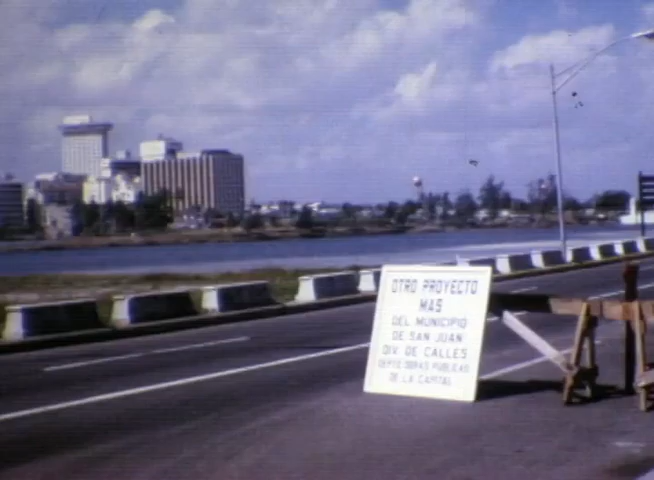 OTRO PROYECTO
MAS
DEL MUNICIPIO
DE SAN JUAN
DIV. DE CALLES
DEPTO. OBRAS PUBLICAS
DE LA CAPITAL